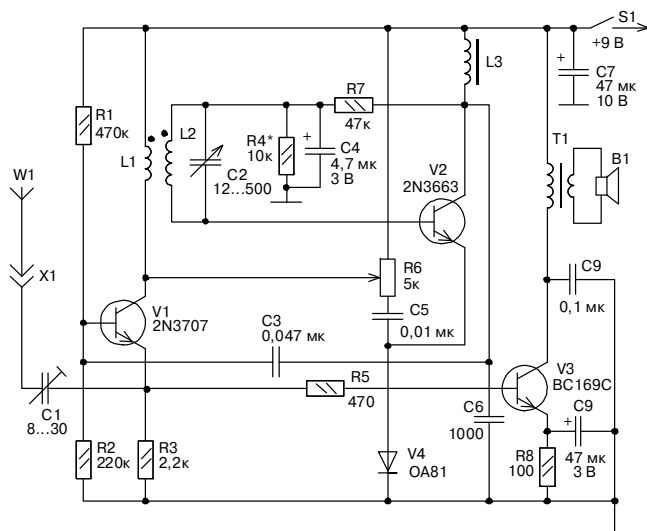 S1
+9 В
L3
+
C7
47 мк
10 В
R1
470к
L1
L2
C2
12...500
R4*
10к
+
C4
4,7 мк
3 В
R7
47к
V2
2N3663
T1
B1
W1
X1
R6
5к
C5
0,01 мк
V1
2N3707
C3
0,047 мк
C9
0,1 мк
C1
8...30
R5
470
V3
BC169C
C6
1000
+
C9
47 мк
3 В
R2
220к
R3
2,2к
V4
OA81
R8
100